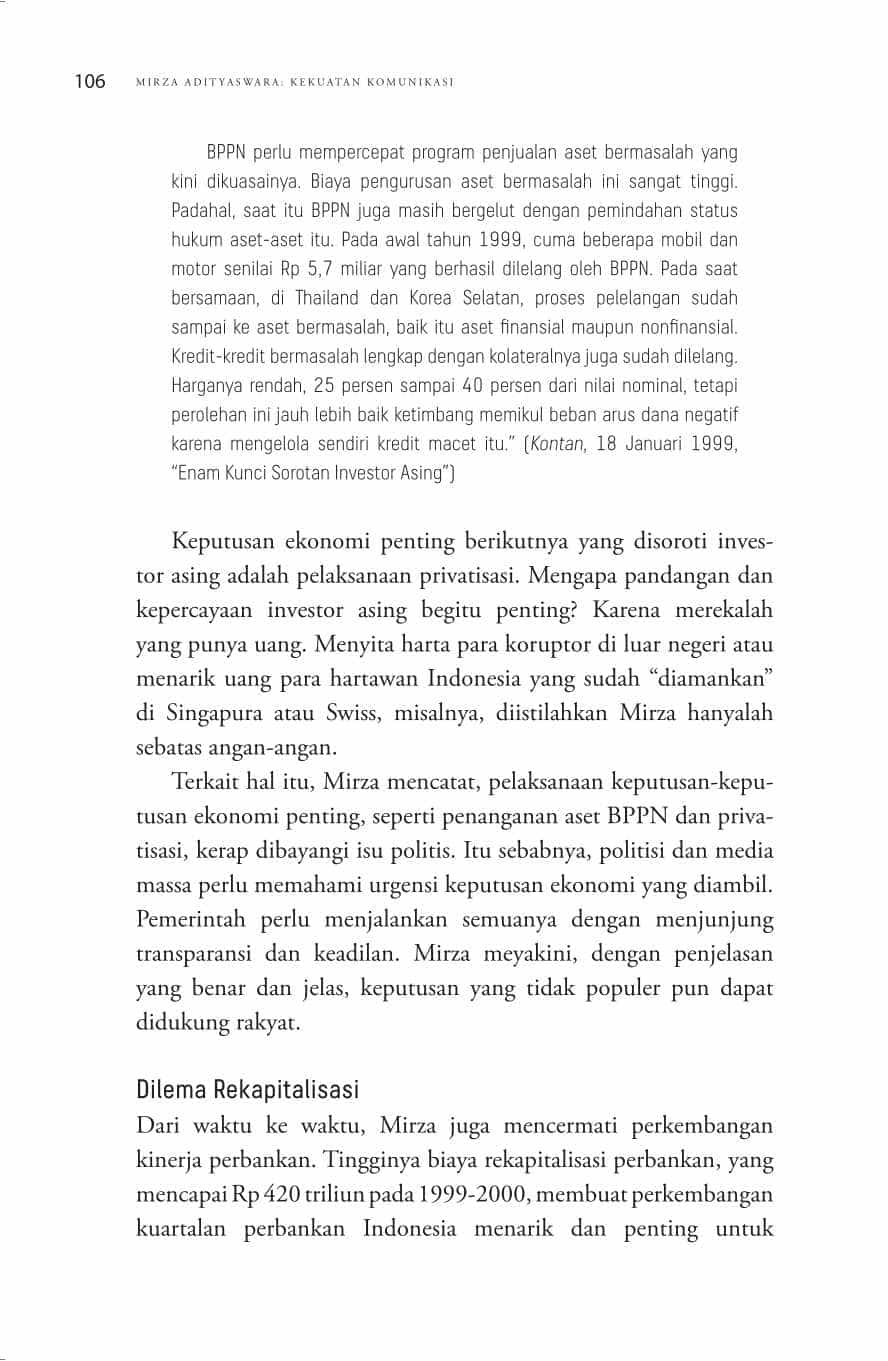 106 MIRZA ADITYASWARA: KEKUATAN KOMUNIKASI
BPPN perlu mempercepat program penjualan aset bermasalah yang
kini dikuasainya. Biaya pengurusan aset bermasalah ini sangat tinggi.
Padahal, saat itu BPPN juga masih bergelut dengan pemindahan status
hukum aset-aset itu. Pada awal tahun 1999, cuma beberapa mobil dan
motor senilai Rp 5,7 miliar yang berhasil dilelang oleh BPPN. Pada saat
bersamaan, di Thailand dan Korea Selatan, proses pelelangan sudah
sampai ke aset bermasalah, baik itu aset finansial maupun nonfinansial.
Kredit-kredit bermasalah lengkap dengan kolateralnya juga sudah dilelang.
Harganya rendah, 25 persen sampai 40 persen dari nilai nominal, tetapi
perolehan ini jauh lebih baik ketimbang memikul beban arus dana negatif
karena mengelola sendiri kredit macet itu.” (Kontan, 18 Januari 1999,
“Enam Kunci Sorotan Investor Asing”)
Keputusan ekonomi penting berikutnya yang disoroti inves-
tor asing adalah pelaksanaan privatisasi. Mengapa pandangan dan
kepercayaan investor asing begitu penting? Karena merekalah
yang punya uang. Menyita harta para koruptor di luar negeri atau
menarik uang para hartawan Indonesia yang sudah “diamankan”
di Singapura atau Swiss, misalnya, diistilahkan Mirza hanyalah
sebatas angan-angan.
Terkait hal itu, Mirza mencatat, pelaksanaan keputusan-kepu-
tusan ekonomi penting, seperti penanganan aset BPPN dan priva-
tisasi, kerap dibayangi isu politis. Itu sebabnya, politisi dan media
massa perlu memahami urgensi keputusan ekonomi yang diambil.
Pemerintah perlu menjalankan semuanya dengan menjunjung
transparansi dan keadilan. Mirza meyakini, dengan penjelasan
yang benar dan jelas, keputusan yang tidak populer pun dapat
didukung rakyat.
Dilema Rekapitalisasi
Dari waktu ke waktu, Mirza juga mencermati perkembangan
kinerja perbankan. Tingginya biaya rekapitalisasi perbankan, yang
mencapai Rp 420 triliun pada 1999-2000, membuat perkembangan
kuartalan perbankan Indonesia menarik dan penting untuk